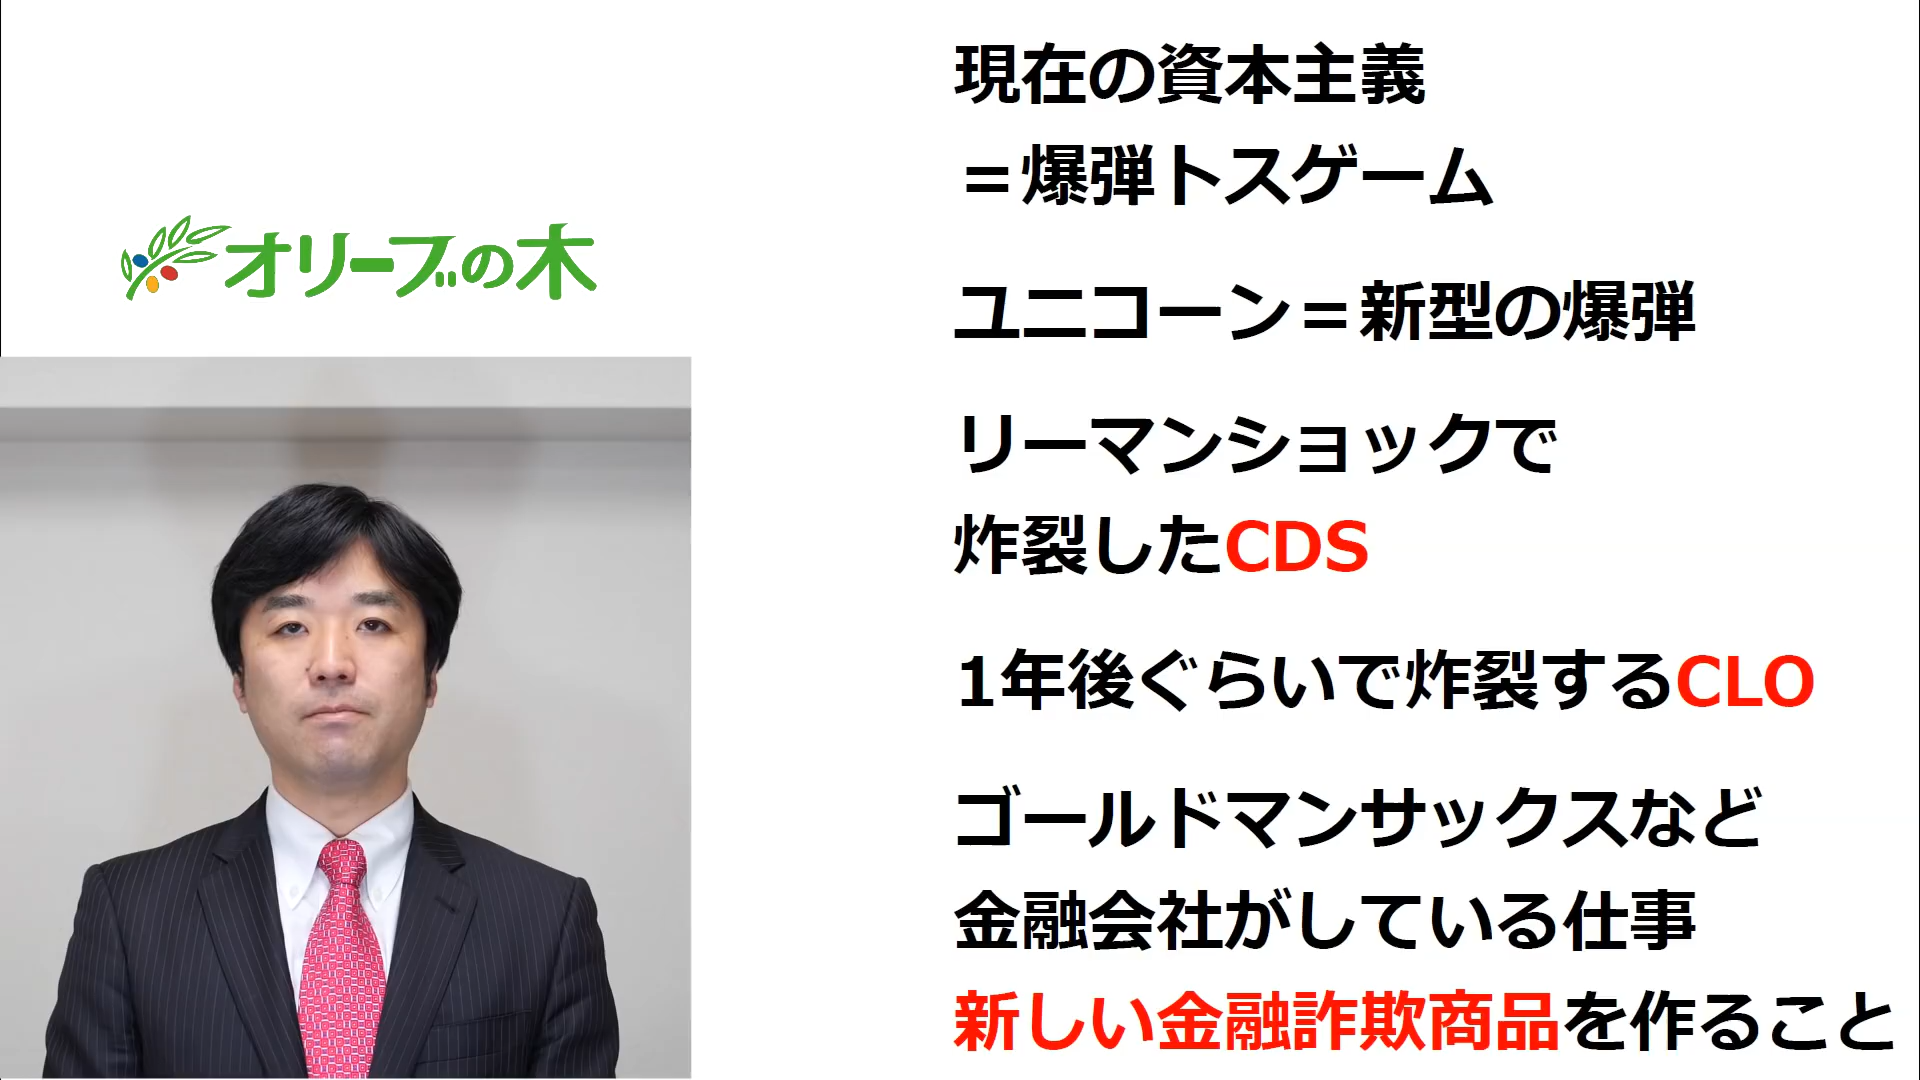 オリーブの木
現在の資本主義
＝爆弾トスゲーム
ユニコーン＝新型の爆弾
リーマンショックで
炸裂したCDS
1年後ぐらいで炸裂するCLO
ゴールドマンサックスなど
金融会社がしている仕事
新しい金融詐欺商品を作ること